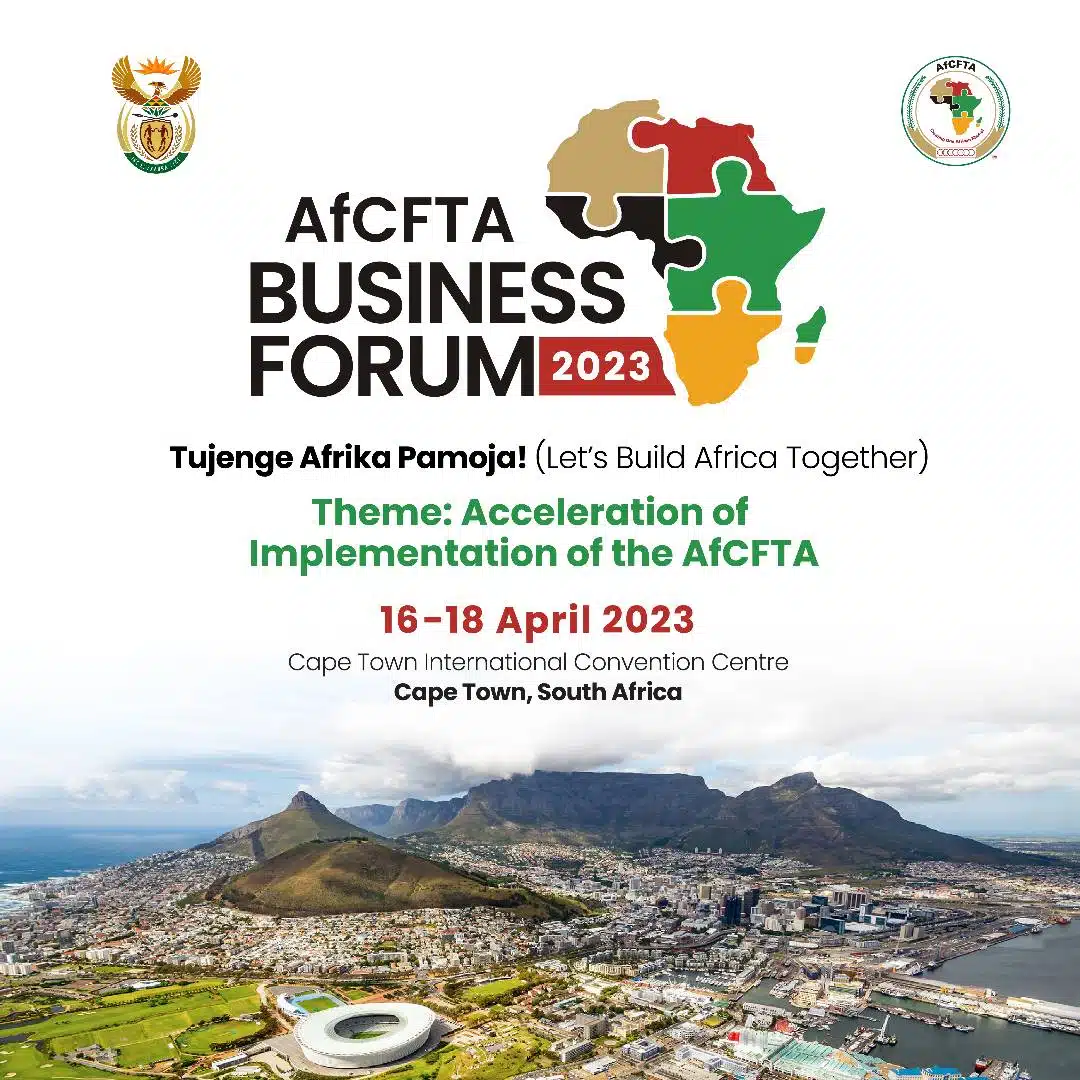 AfCFTA
AfCFTA
BUSINESS
FORUM 2023
Tujenge Afrika Pamoja! (Let's Build Africa Together)
Theme: Acceleration of
Implementation of the AfCFTA
16-18 April 2023
Cape Town International Convention Centre
Cape Town, South Africa